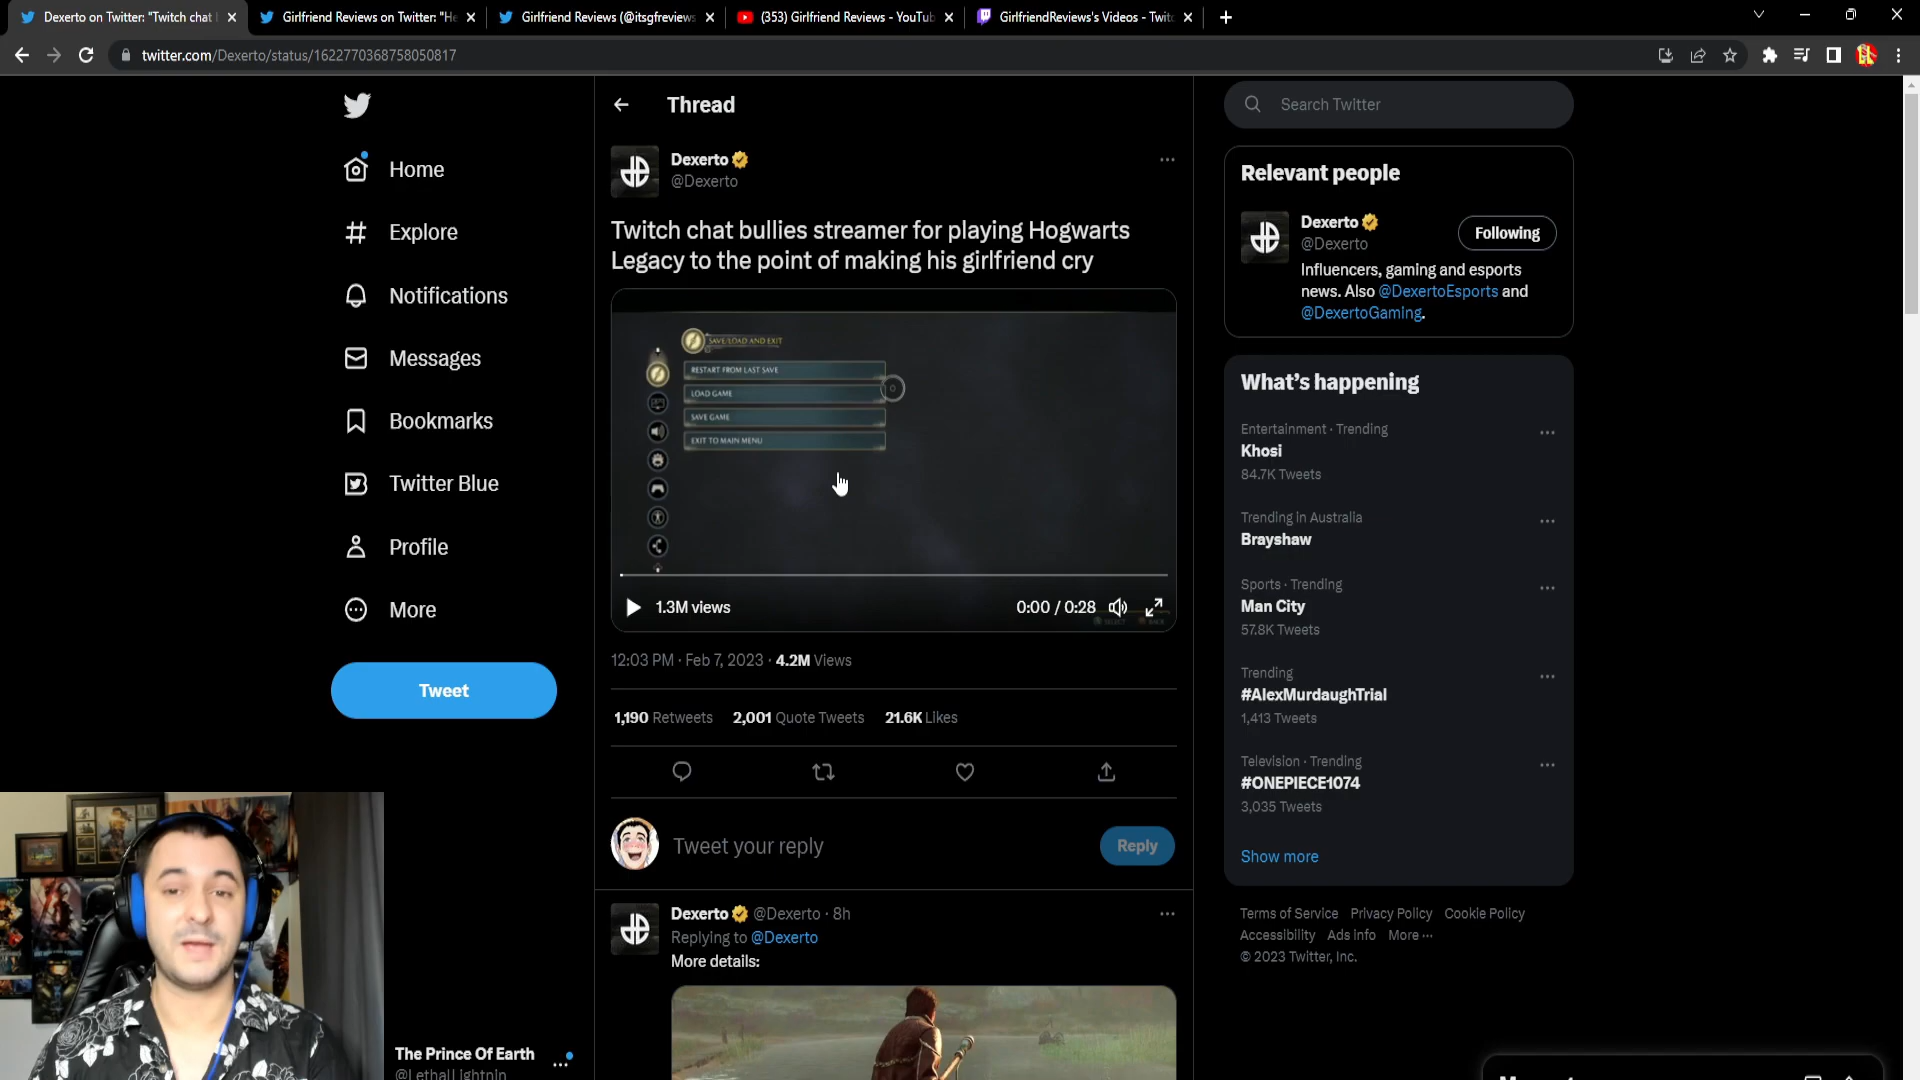 Dexerto on Twitter: "Twitch chat
Girlfriend Reviews on Twitter: "He
Girlfriend Reviews (@itsgfreviews
(353) Girlfriend Reviews - YouTub
GirlfriendReviews's Videos - Twitc
twitter.com/Dexerto/status/1622770368758050817
Home
Explore
Notifications
Messages
Bookmarks
Twitter Blue
Profile
More
Tweet
The Prince Of Earth
@LethalLightnin
Thread
Dexerto
@Dexerto
Twitch chat bullies streamer for playing Hogwarts
Legacy to the point of making his girlfriend cry
SAVE/LOAD AND EXIT
RESTART FROM LAST SAVE
LOAD GAME
SAVE GAME
EXIT TO MAIN MENU
SELECT BACK
1.3M views
0:00 / 0:28
12:03 PM · Feb 7, 2023 · 4.2M Views
1,190 Retweets 2,001 Quote Tweets 21.6K Likes
Tweet your reply
Reply
Dexerto @Dexerto · 8h
Replying to @Dexerto
More details:
Search Twitter
Relevant people
Dexerto
@Dexerto
Following
Influencers, gaming and esports
news. Also @DexertoEsports and
@DexertoGaming.
What's happening
Entertainment · Trending
Khosi
84.7K Tweets
Trending in Australia
Brayshaw
Sports · Trending
Man City
57.8K Tweets
Trending
#AlexMurdaughTrial
1,413 Tweets
Television · Trending
#ONEPIECE1074
3,035 Tweets
Show more
Terms of Service Privacy Policy Cookie Policy
Accessibility Ads info More ···
© 2023 Twitter, Inc.